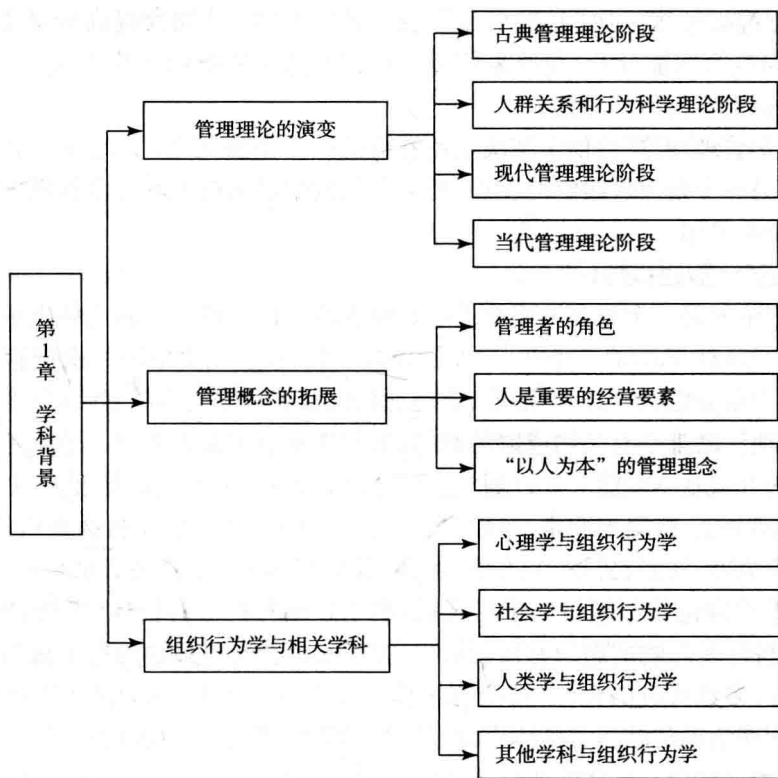 第1章 学科背景
管理理论的演变
古典管理理论阶段
人群关系和行为科学理论阶段
现代管理理论阶段
当代管理理论阶段
管理概念的拓展
管理者的角色
人是重要的经营要素
“以人为本”的管理理念
组织行为学与相关学科
心理学与组织行为学
社会学与组织行为学
人类学与组织行为学
其他学科与组织行为学